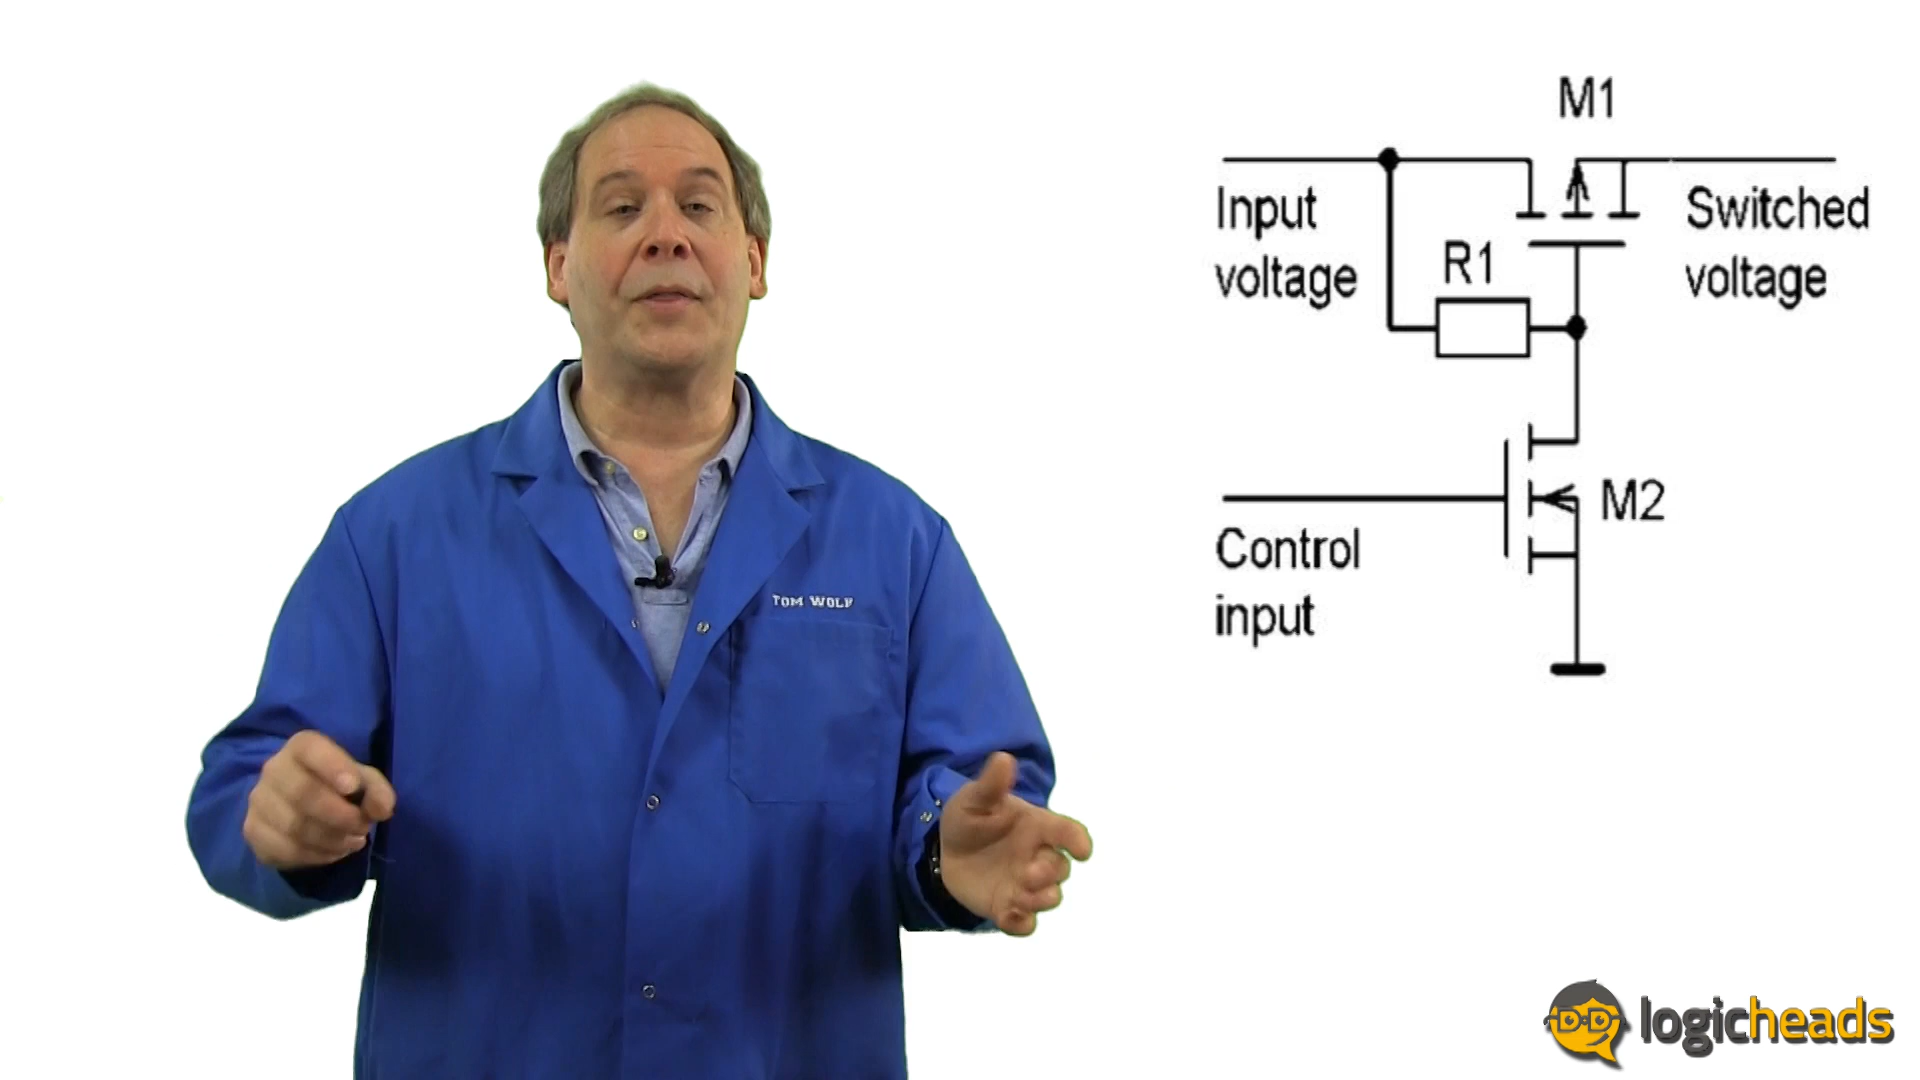 M1
Input
voltage
Switched
voltage
R1
M2
Control
input
TOM WOLF
logicheads